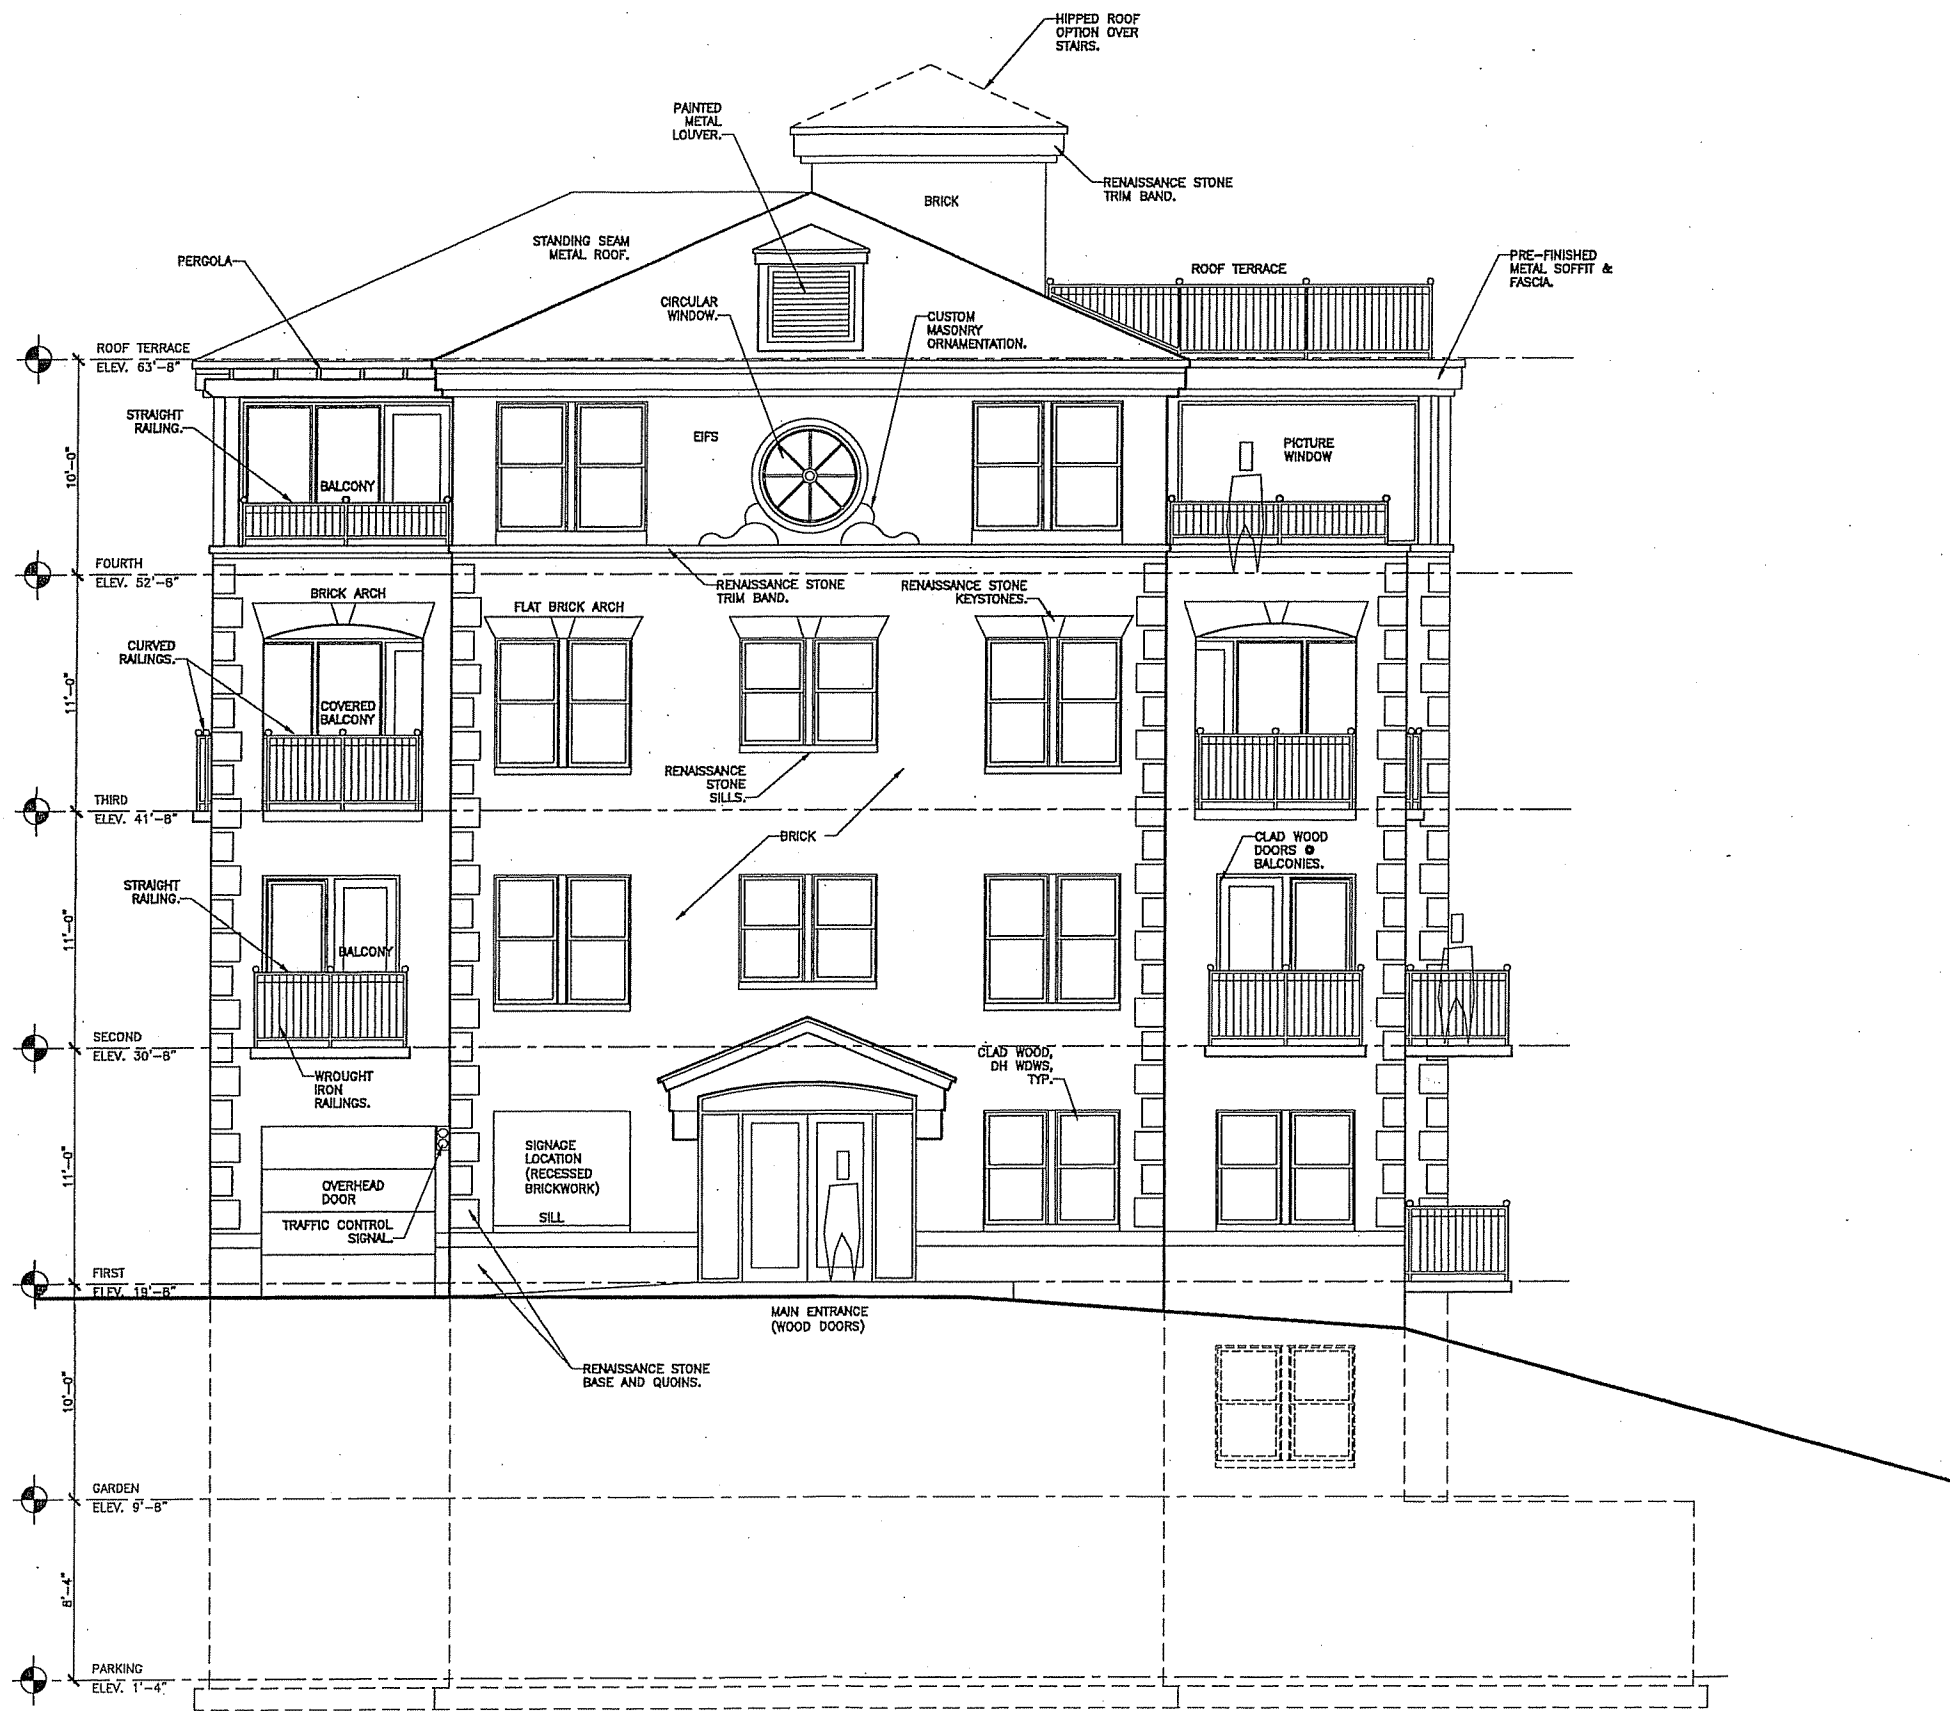 HIPPED ROOF
OPTION OVER
STAIRS.
PAINTED
METAL
LOUVER.
RENAISSANCE STONE
TRIM BAND.
BRICK
STANDING SEAM
METAL ROOF.
PERGOLA
ROOF TERRACE
PRE-FINISHED
METAL SOFFIT &
FASCIA.
CIRCULAR
WINDOW.
CUSTOM
MASONRY
ORNAMENTATION.
ROOF TERRACE
ELEV. 63'-8"
STRAIGHT
RAILING.
10'-0"
BALCONY
EIFS
PICTURE
WINDOW
FOURTH
ELEV. 52'-8"
RENAISSANCE STONE
TRIM BAND.
RENAISSANCE STONE
KEYSTONES.
BRICK ARCH
FLAT BRICK ARCH
CURVED
RAILINGS.
11'-0"
COVERED
BALCONY
RENAISSANCE
STONE
SILLS.
THIRD
ELEV. 41'-8"
BRICK
CLAD WOOD
DOORS @
BALCONIES.
STRAIGHT
RAILING.
11'-0"
BALCONY
SECOND
ELEV. 30'-8"
WROUGHT
IRON
RAILINGS.
CLAD WOOD,
DH WDWS,
TYP.
11'-0"
SIGNAGE
LOCATION
(RECESSED
BRICKWORK)
SILL
OVERHEAD
DOOR
TRAFFIC CONTROL
SIGNAL.
FIRST
ELEV. 19'-8"
MAIN ENTRANCE
(WOOD DOORS)
RENAISSANCE STONE
BASE AND QUOINS.
10'-0"
GARDEN
ELEV. 9'-8"
8'-4"
PARKING
ELEV. 1'-4"